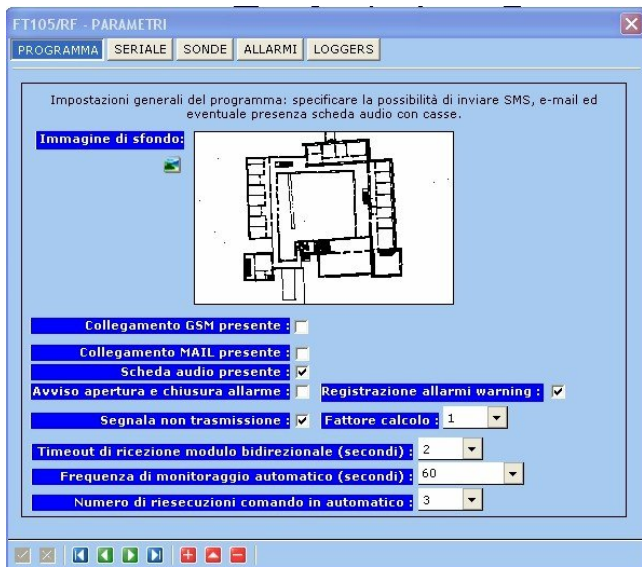 FT105/RF - PARAMETRI
PROGRAMMA SERIALE SONDE ALLARMI LOGGERS
Impostazioni generali del programma: specificare la possibilità di inviare SMS, e-mail ed
eventuale presenza scheda audio con casse.
Immagine di sfondo:
Collegamento GSM presente :
Collegamento MAIL presente :
Scheda audio presente :
Avviso apertura e chiusura allarme : Registrazione allarmi warning :
Segnala non trasmissione : Fattore calcolo : 1
Timeout di ricezione modulo bidirezionale (secondi) : 2
Frequenza di monitoraggio automatico (secondi) : 60
Numero di riesecuzioni comando in automatico : 3